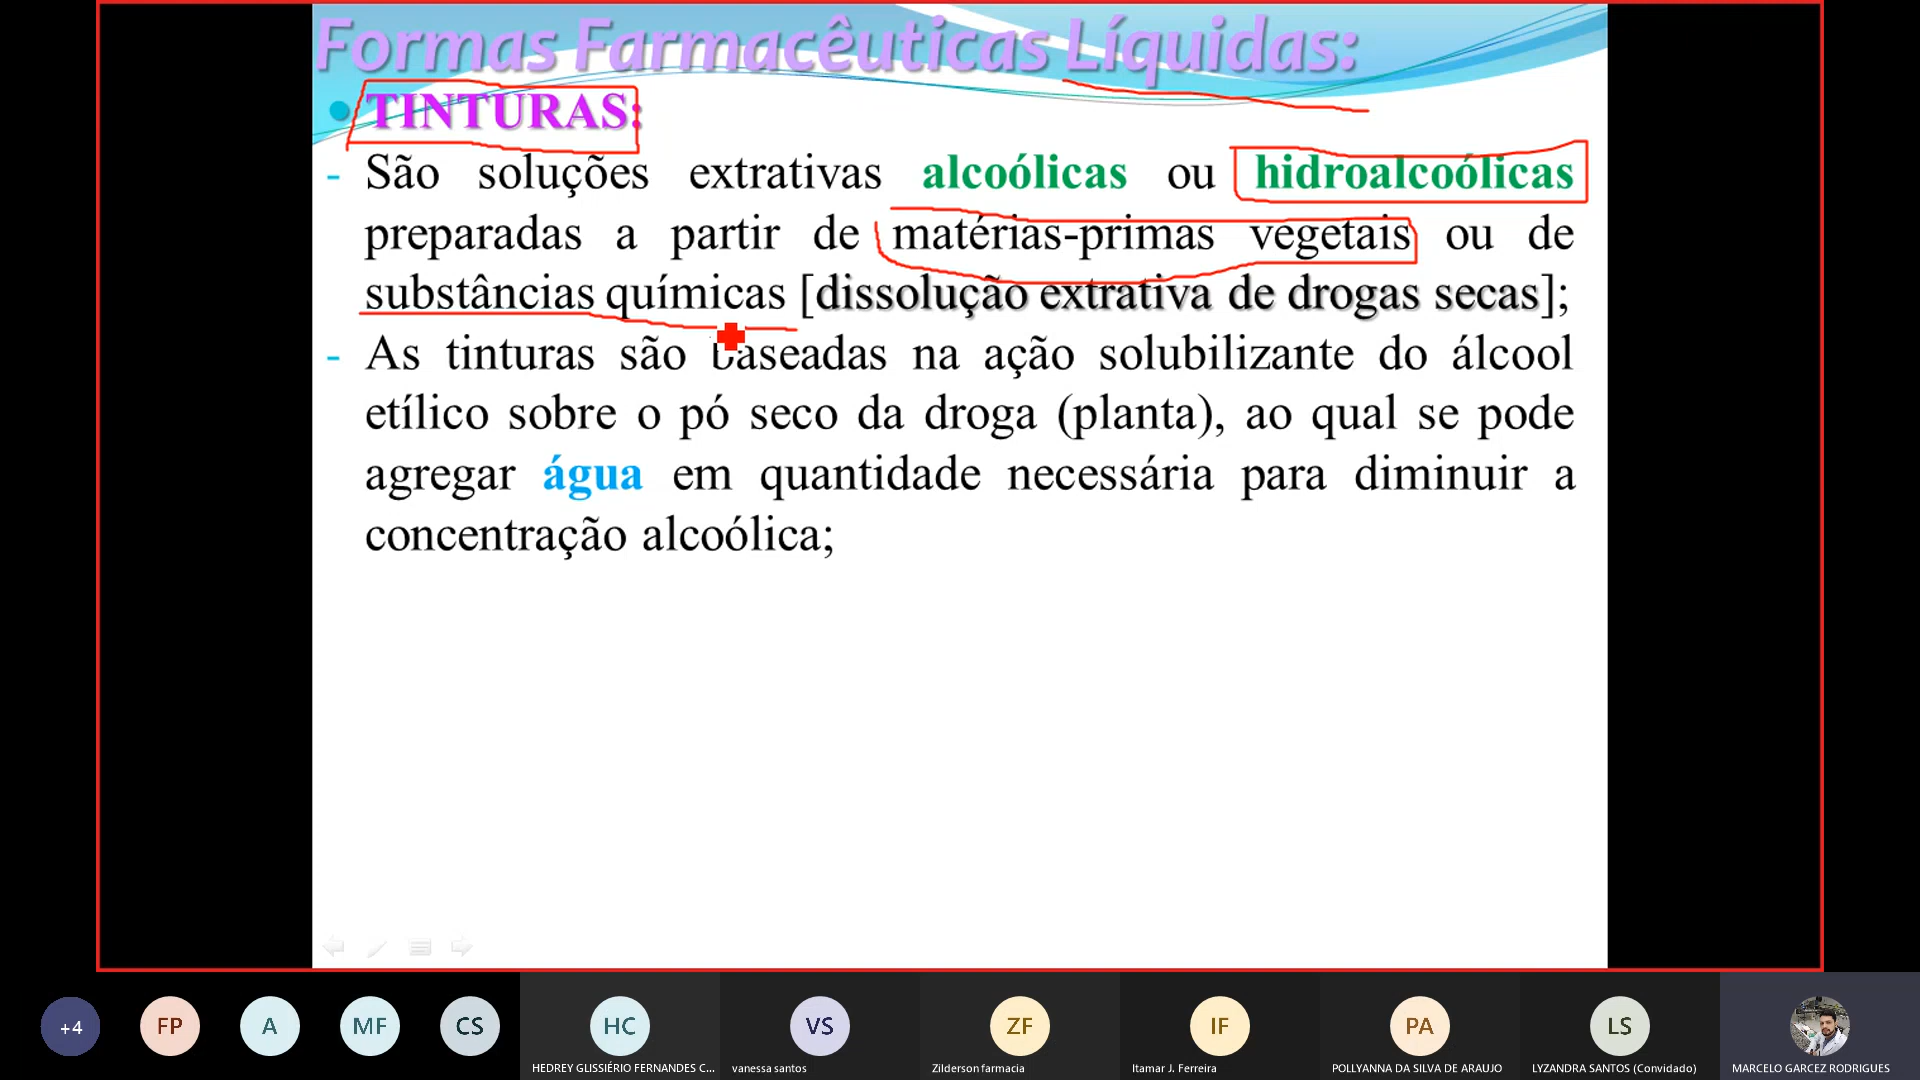 Formas Farmacêuticas Líquidas:
• TINTURAS:
- São soluções extrativas alcoólicas ou hidroalcoólicas
preparadas a partir de matérias-primas vegetais ou de
substâncias químicas [dissolução extrativa de drogas secas];
- As tinturas são baseadas na ação solubilizante do álcool
etílico sobre o pó seco da droga (planta), ao qual se pode
agregar água em quantidade necessária para diminuir a
concentração alcoólica;
+4 FP A MF CS HC VS ZF IF PA LS
HEDREY GLISSIÉRIO FERNANDES C... vanessa santos Zilderson farmacia Itamar J. Ferreira POLLYANNA DA SILVA DE ARAUJO LYZANDRA SANTOS (Convidado) MARCELO GARCEZ RODRIGUES